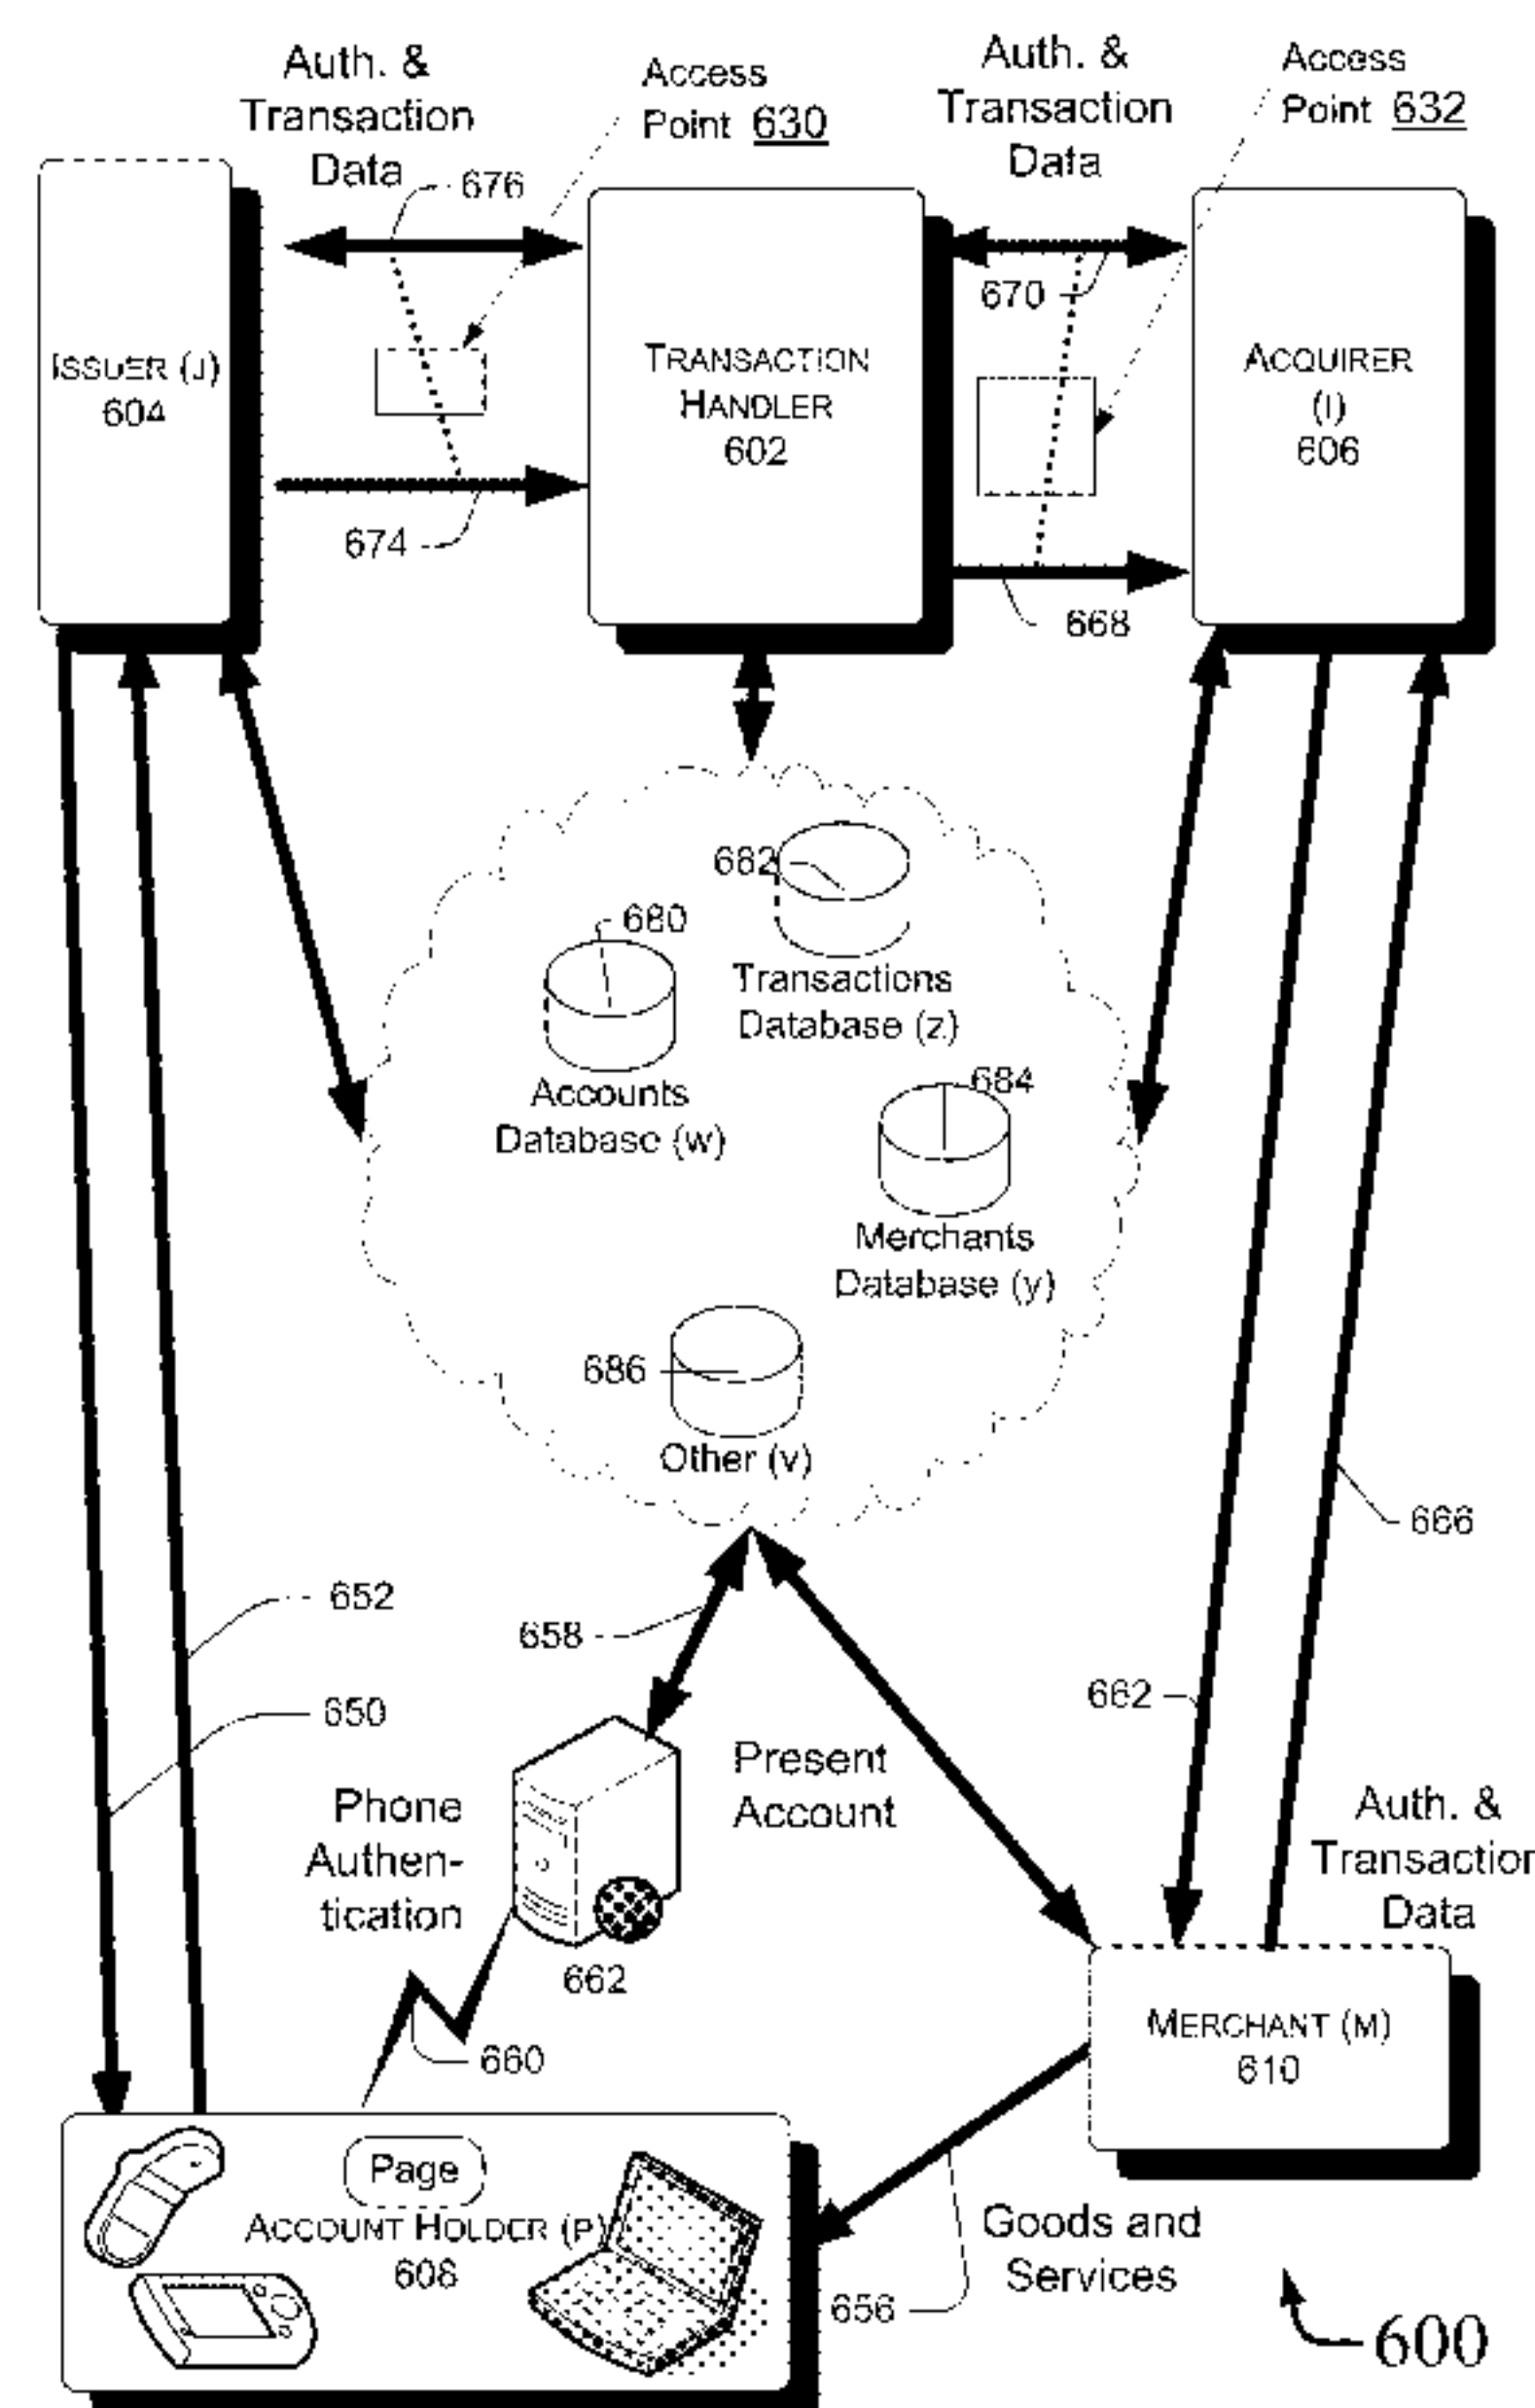 Auth. &
Transaction
Data
Access
Point 630
Auth. &
Transaction
Data
Access
Point 632
676
670
ISSUER (J)
604
TRANSACTION
HANDLER
602
ACQUIRER
(I)
606
674
668
682
680
Transactions
Database (z)
684
Accounts
Database (w)
Merchants
Database (y)
686
Other (v)
666
652
658
650
662
Present
Account
Phone
Authen-
tication
Auth. &
Transaction
Data
662
660
MERCHANT (M)
610
Page
ACCOUNT HOLDER (P)
608
Goods and
Services
656
600